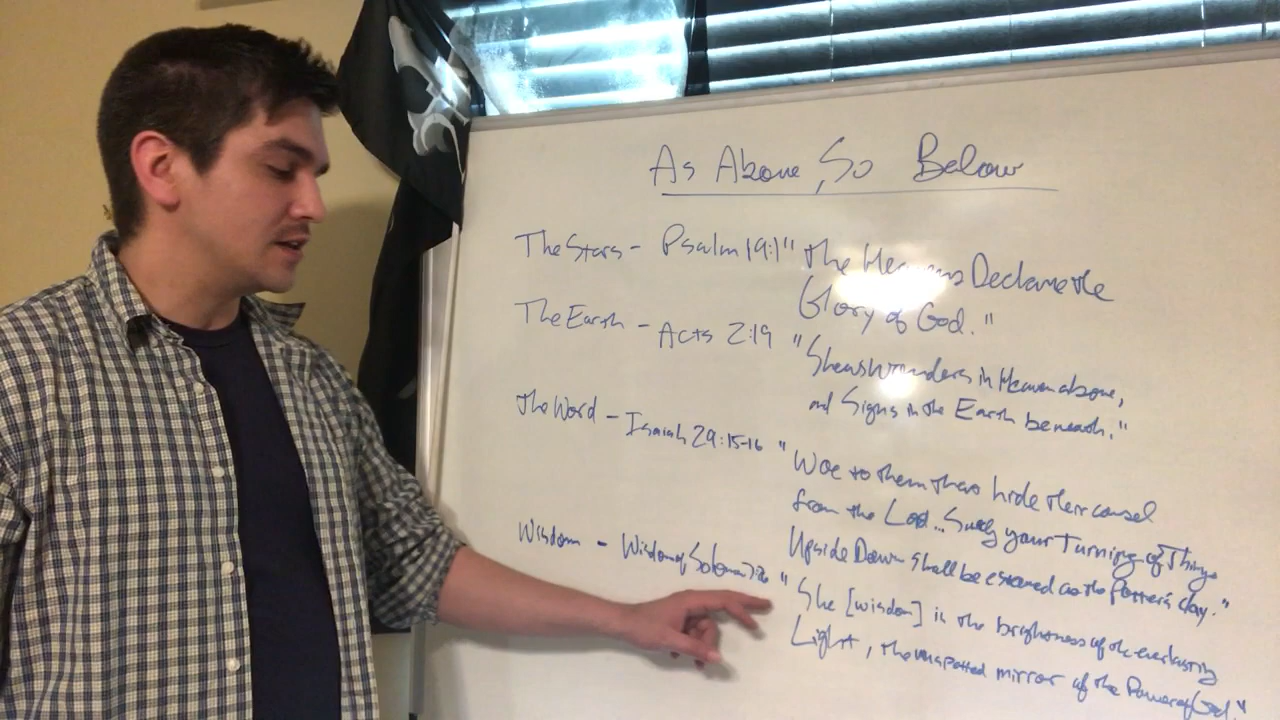 As Above, So Below
The Stars - Psalm 19:1 "The Heavens Declare the
Glory of God."
The Earth - Acts 2:19 "Shews wonders in Heaven above,
and Signs in the Earth beneath."
The Word - Isaiah 29:15-16 "Woe to them that hide their counsel
from the Lord... Surely your Turning of Things
Upside Down shall be esteemed as the potter's clay."
Wisdom - Wisdom of Solomon 7:26 "She [wisdom] is the brightness of the everlasting
Light, the unspotted mirror of the Power of God."